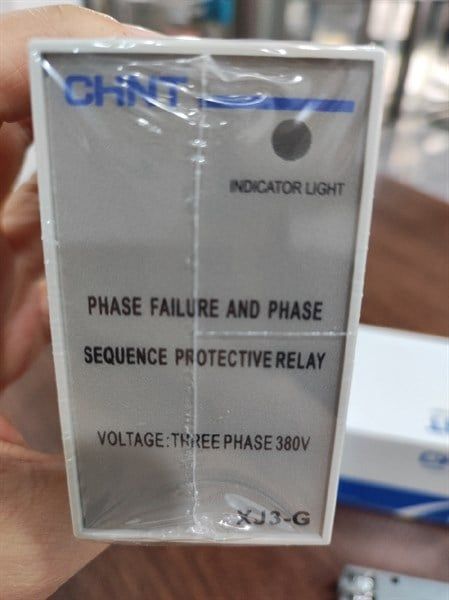 CHNT
INDICATOR LIGHT
PHASE FAILURE AND PHASE
SEQUENCE PROTECTIVE RELAY
VOLTAGE:THREE PHASE 380V
XJ3-G